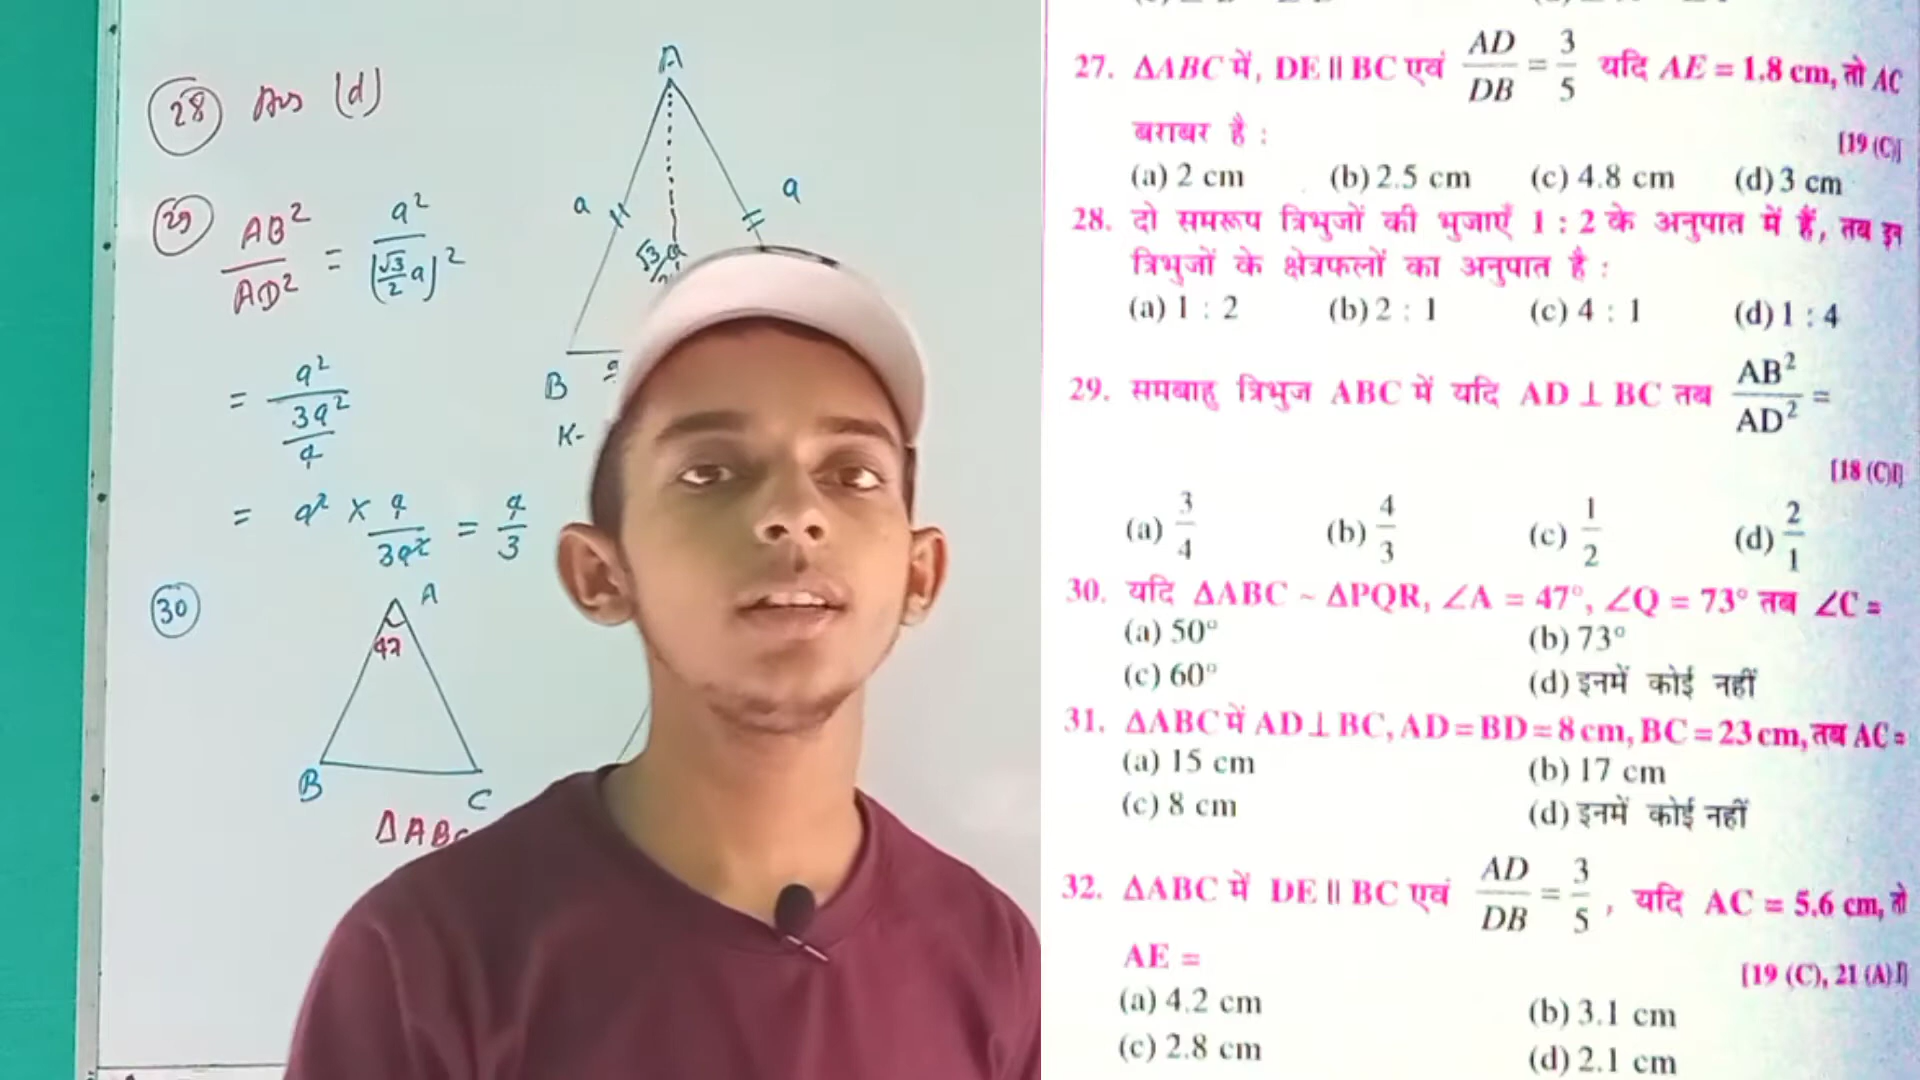 28 Ans (d)
29 AB² / AD² = a² / (√3/2 a)²
= a² / 3a²/4
= a² × 4/3a² = 4/3
A
a
a
√3
B
K-
30
A
47
B
C
27. ΔABC में, DE || BC एवं AD/DB = 3/5 यदि AE = 1.8 cm, तो AC
बराबर है :
[19 (C)]
(a) 2 cm (b) 2.5 cm (c) 4.8 cm (d) 3 cm
28. दो समरूप त्रिभुजों की भुजाएँ 1 : 2 के अनुपात में हैं, तब इन
त्रिभुजों के क्षेत्रफलों का अनुपात है :
(a) 1 : 2 (b) 2 : 1 (c) 4 : 1 (d) 1 : 4
29. समबाहु त्रिभुज ABC में यदि AD ⊥ BC तब AB²/AD² =
(a) 3/4 (b) 4/3 (c) 1/2 (d) 2/1
30. यदि ΔABC ~ ΔPQR, ∠A = 47°, ∠Q = 73° तब ∠C =
(a) 50° (b) 73°
(c) 60° (d) इनमें कोई नहीं
31. ΔABC में AD ⊥ BC, AD = BD = 8 cm, BC = 23 cm, तब AC =
(a) 15 cm (b) 17 cm
(c) 8 cm (d) इनमें कोई नहीं
32. ΔABC में DE || BC एवं AD/DB = 3/5, यदि AC = 5.6 cm, तो
AE =
(a) 4.2 cm (b) 3.1 cm
(c) 2.8 cm (d) 2.1 cm